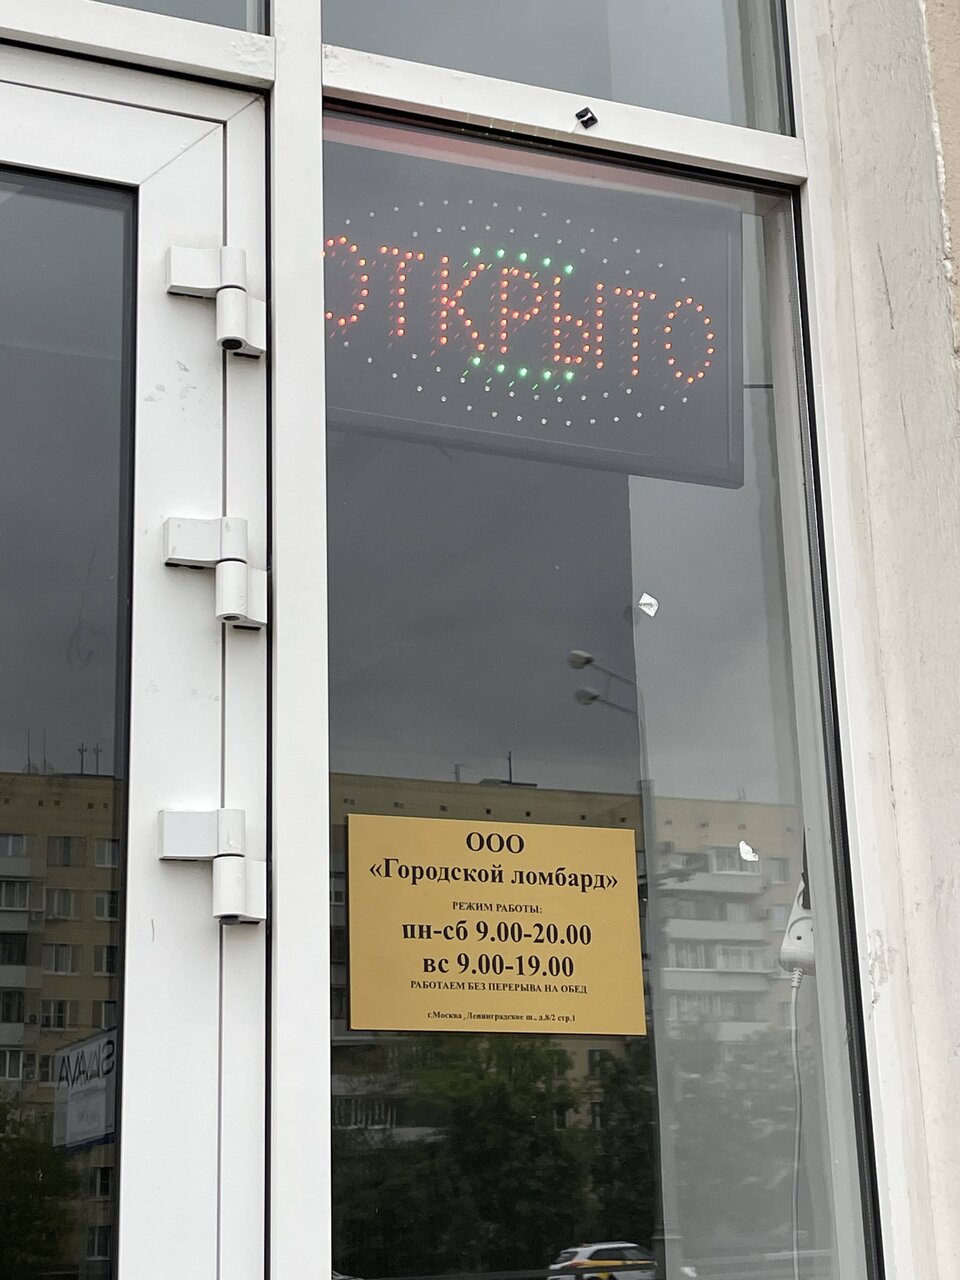 ОТКРЫТО
ООО
«Городской ломбард»
РЕЖИМ РАБОТЫ:
пн-сб 9.00-20.00
вс 9.00-19.00
РАБОТАЕМ БЕЗ ПЕРЕРЫВА НА ОБЕД
г.Москва , Ленинградское ш., д.8/2 стр.1
SLAVA